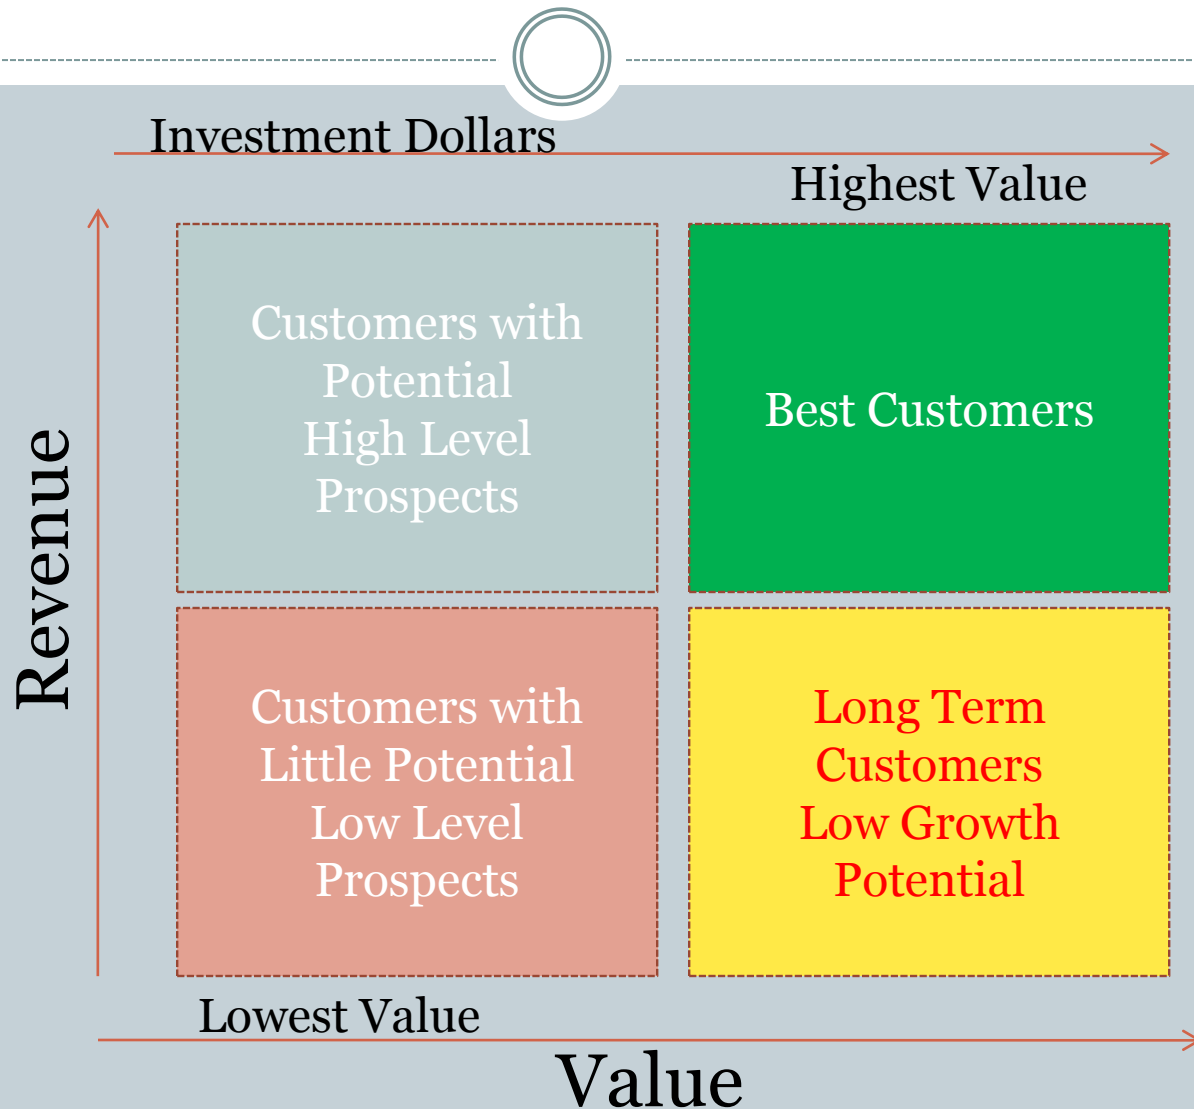 Investment Dollars
Highest Value
Revenue
Customers with
Potential
High Level
Prospects
Best Customers
Customers with
Little Potential
Low Level
Prospects
Long Term
Customers
Low Growth
Potential
Lowest Value
Value